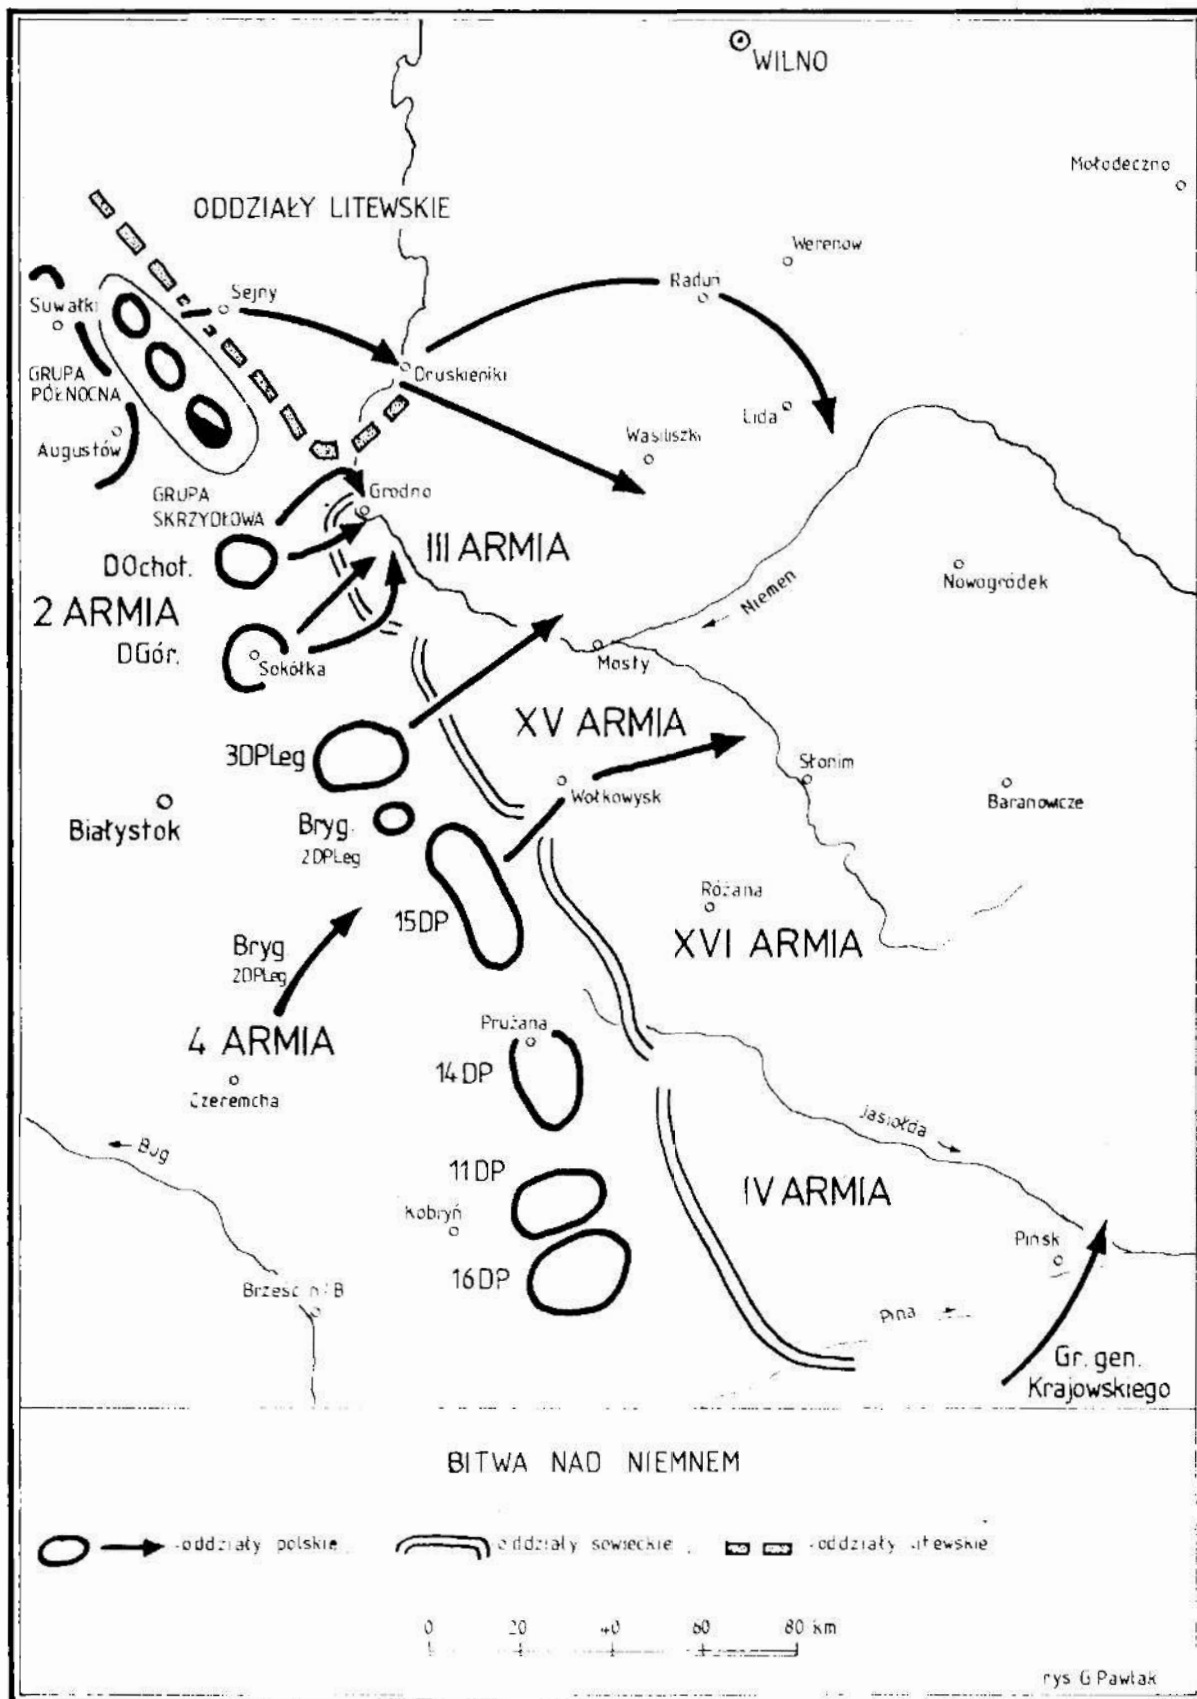 WILNO
Mołodeczno
ODDZIAŁY LITEWSKIE
Werenow
Raduń
Sejny
Suwałki
GRUPA
PÓŁNOCNA
Druskieniki
Augustów
Lida
Wasiliszki
GRUPA
SKRZYDŁOWA
Grodno
III ARMIA
DOchot.
Nowogródek
2 ARMIA
Niemen
DGór.
Sokółka
Mosty
XV ARMIA
3DPLeg
Słonim
Wołkowysk
Baranowicze
Białystok
Bryg.
2DPLeg
Różana
15DP
XVI ARMIA
Bryg.
2DPLeg
4 ARMIA
Prużana
14DP
Czeremcha
Jasiołda
Bug
11DP
IV ARMIA
Kobryń
Pińsk
16DP
Brześć n/B
Pina
Gr. gen.
Krajowskiego
BITWA NAD NIEMNEM
-oddziały polskie
oddziały sowieckie
-oddziały litewskie
0 20 40 60 80 km
rys G Pawlak